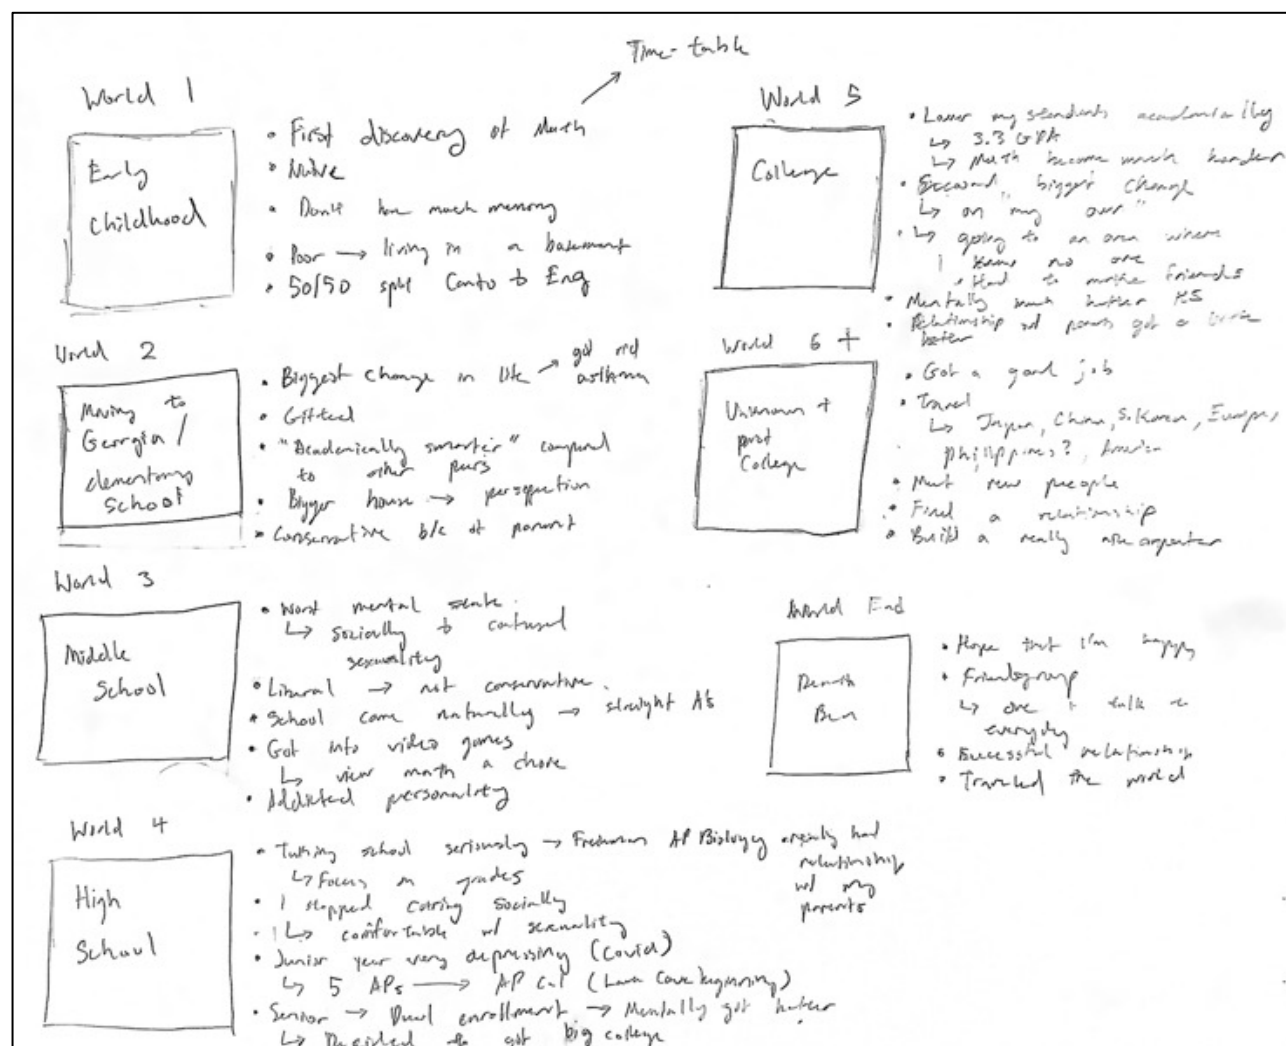 Time-table
World 1
Early
Childhood
• First discovery of Math
• Naive
• Don't have much memory
• Poor → living in a basement
• 50/50 split Canto to Eng
World 2
Moving to
Georgia /
elementary
School
• Biggest change in life → got rid
asthma
• Gifted
• "Academically smarter" compared
to other peers
• Bigger house →
• Conservative b/c of parent
World 3
Middle
School
• Worst mental state
↳ socially & confused
sexuality
• Liberal → not conservative.
• School came naturally → straight A's
• Got into video games
↳ view math a chore
• Addicted personality
World 4
High
School
• Taking school seriously → Freshman AP Biology
relationship
w/ my
parents
↳ Focus on grades
• I stopped caring socially
↳ comfortable w/ sexuality
• Junior year very depressing (Covid)
↳ 5 APs → AP Cal (Lava Cave beginning)
• Senior → Dual enrollment → Mentally got better
↳ Decided to got big college
World 5
College
• Lower my standards academically
↳ 3.3 GPA
↳ Math become much harder
• Second "bigger change
↳ on "my own"
↳ going to an area where
I knew no one
• Had to make friends
• Mentally much better HS
• Relationship w/ parents got a
better
World 6 +
Unknown +
post
College
• Got a good job
• Travel
↳ Japan, China, S. Korea, Europe,
Philippines?, America
• Meet new people
• Find a relationship
• Build a really nice
World End
Death
• Hope that I'm happy
• Friendgroup
↳ one I talk to
everyday
• Successful relationship
• Traveled the world